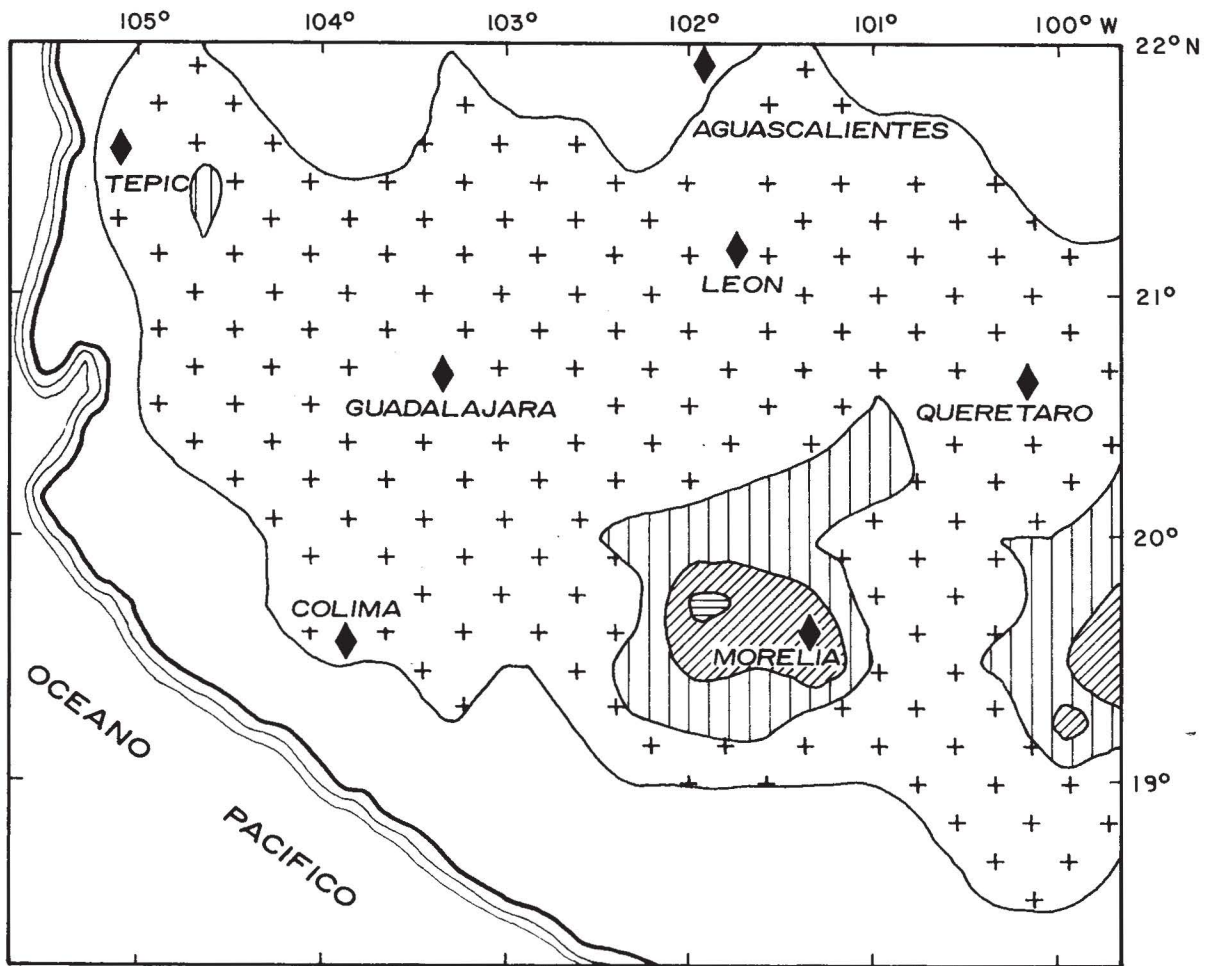 105° 104° 103° 102° 101° 100° W
22° N
AGUASCALIENTES
TEPIC
LEON
21°
GUADALAJARA
QUERETARO
20°
COLIMA
MORELIA
OCEANO
19°
PACIFICO